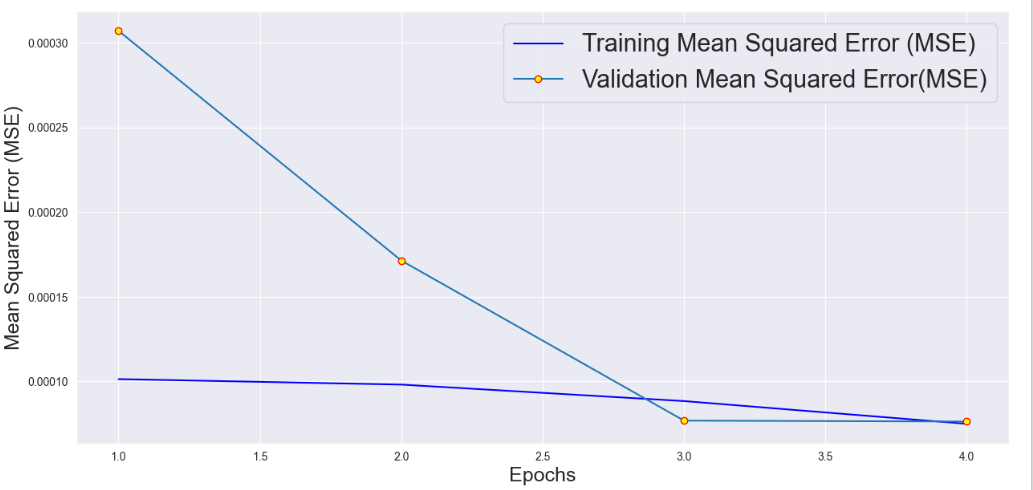 Training Mean Squared Error (MSE)
Validation Mean Squared Error(MSE)
Mean Squared Error (MSE)
0.00030
0.00025
0.00020
0.00015
0.00010
1.0 1.5 2.0 2.5 3.0 3.5 4.0
Epochs